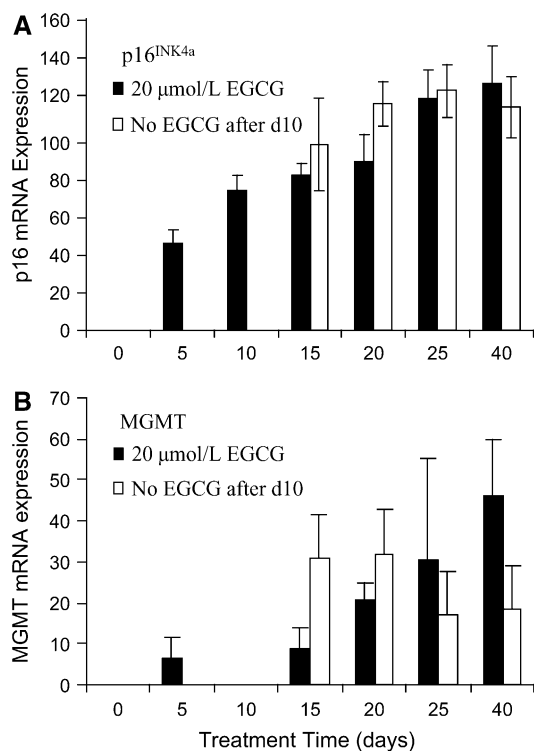 A
p16 mRNA Expression
160
140
120
100
80
60
40
20
0
p16INK4a
20 μmol/L EGCG
No EGCG after d10
0 5 10 15 20 25 40
B
MGMT mRNA expression
70
60
50
40
30
20
10
0
MGMT
20 μmol/L EGCG
No EGCG after d10
0 5 10 15 20 25 40
Treatment Time (days)